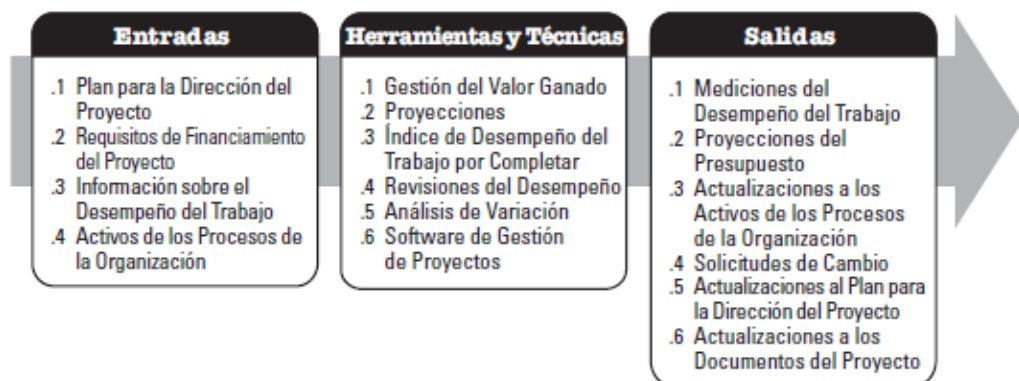 Entradas
.1 Plan para la Dirección del
Proyecto
.2 Requisitos de Financiamiento
del Proyecto
.3 Información sobre el
Desempeño del Trabajo
.4 Activos de los Procesos de
la Organización
Herramientas y Técnicas
.1 Gestión del Valor Ganado
.2 Proyecciones
.3 Índice de Desempeño del
Trabajo por Completar
.4 Revisiones del Desempeño
.5 Análisis de Variación
.6 Software de Gestión
de Proyectos
Salidas
.1 Mediciones del
Desempeño del Trabajo
.2 Proyecciones del
Presupuesto
.3 Actualizaciones a los
Activos de los Procesos
de la Organización
.4 Solicitudes de Cambio
.5 Actualizaciones al Plan para
la Dirección del Proyecto
.6 Actualizaciones a los
Documentos del Proyecto